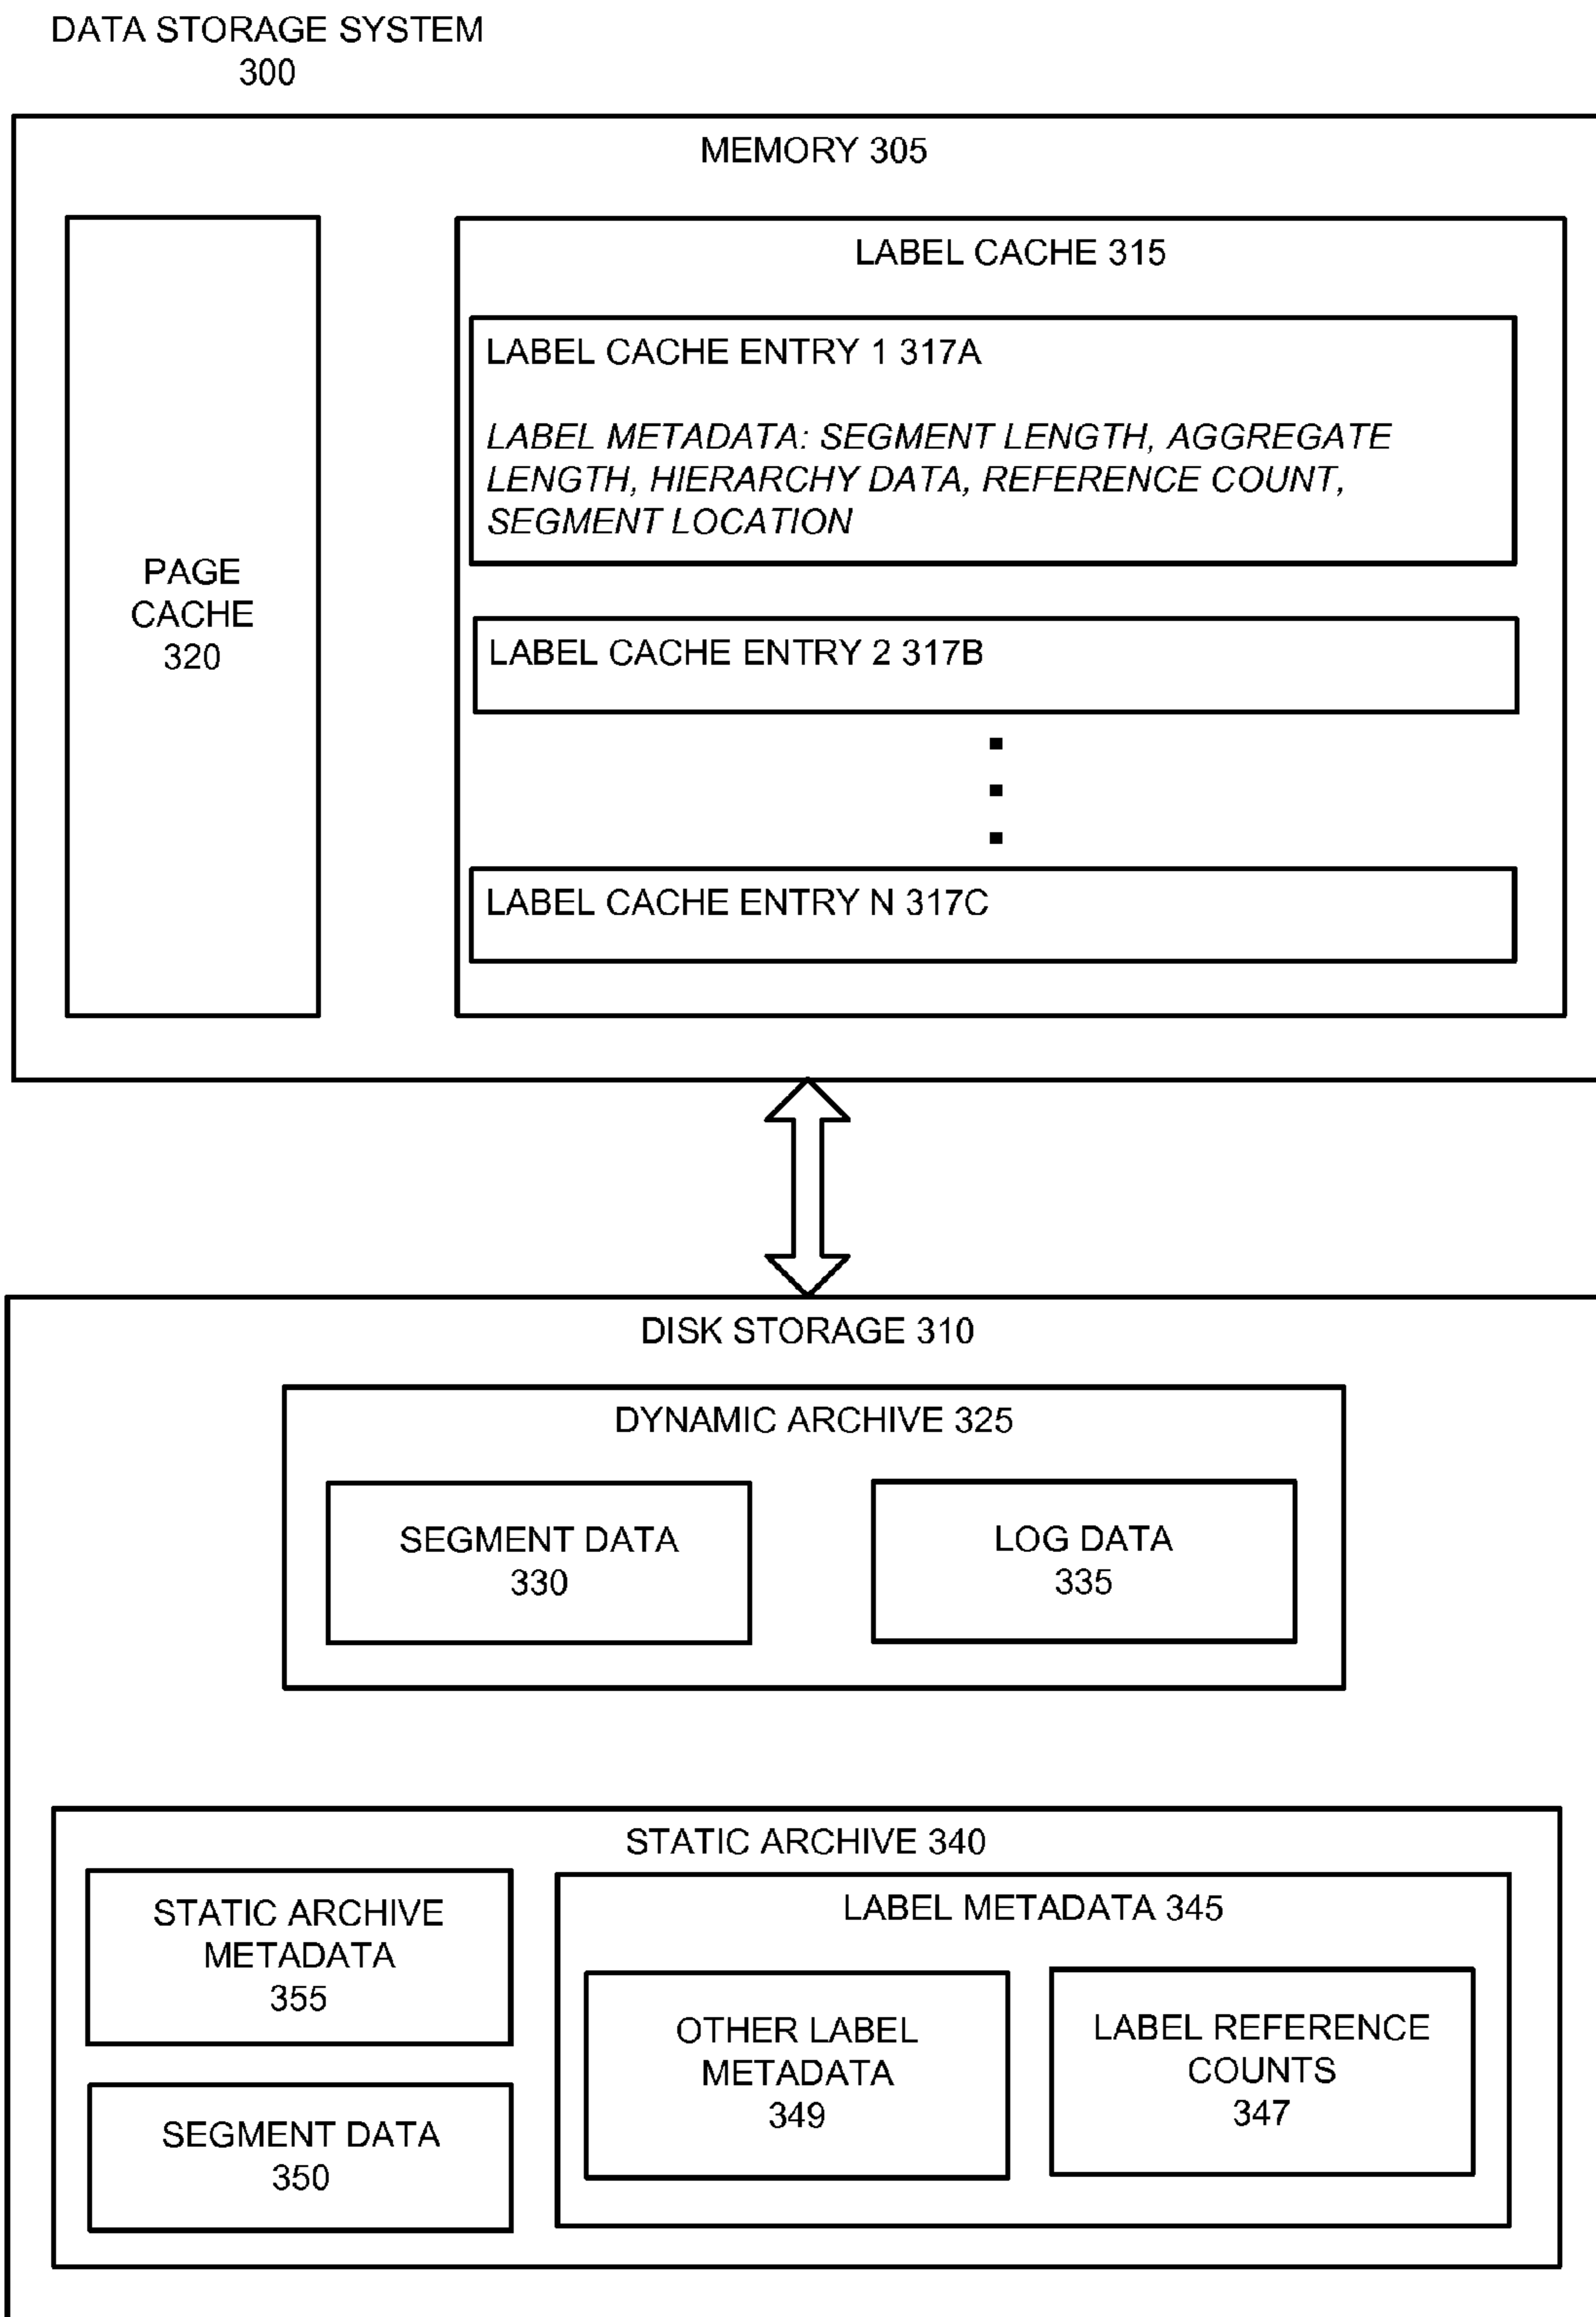 DATA STORAGE SYSTEM
300
MEMORY 305
PAGE
CACHE
320
LABEL CACHE 315
LABEL CACHE ENTRY 1 317A
LABEL METADATA: SEGMENT LENGTH, AGGREGATE
LENGTH, HIERARCHY DATA, REFERENCE COUNT,
SEGMENT LOCATION
LABEL CACHE ENTRY 2 317B
LABEL CACHE ENTRY N 317C
DISK STORAGE 310
DYNAMIC ARCHIVE 325
SEGMENT DATA
330
LOG DATA
335
STATIC ARCHIVE 340
STATIC ARCHIVE
METADATA
355
SEGMENT DATA
350
LABEL METADATA 345
OTHER LABEL
METADATA
349
LABEL REFERENCE
COUNTS
347